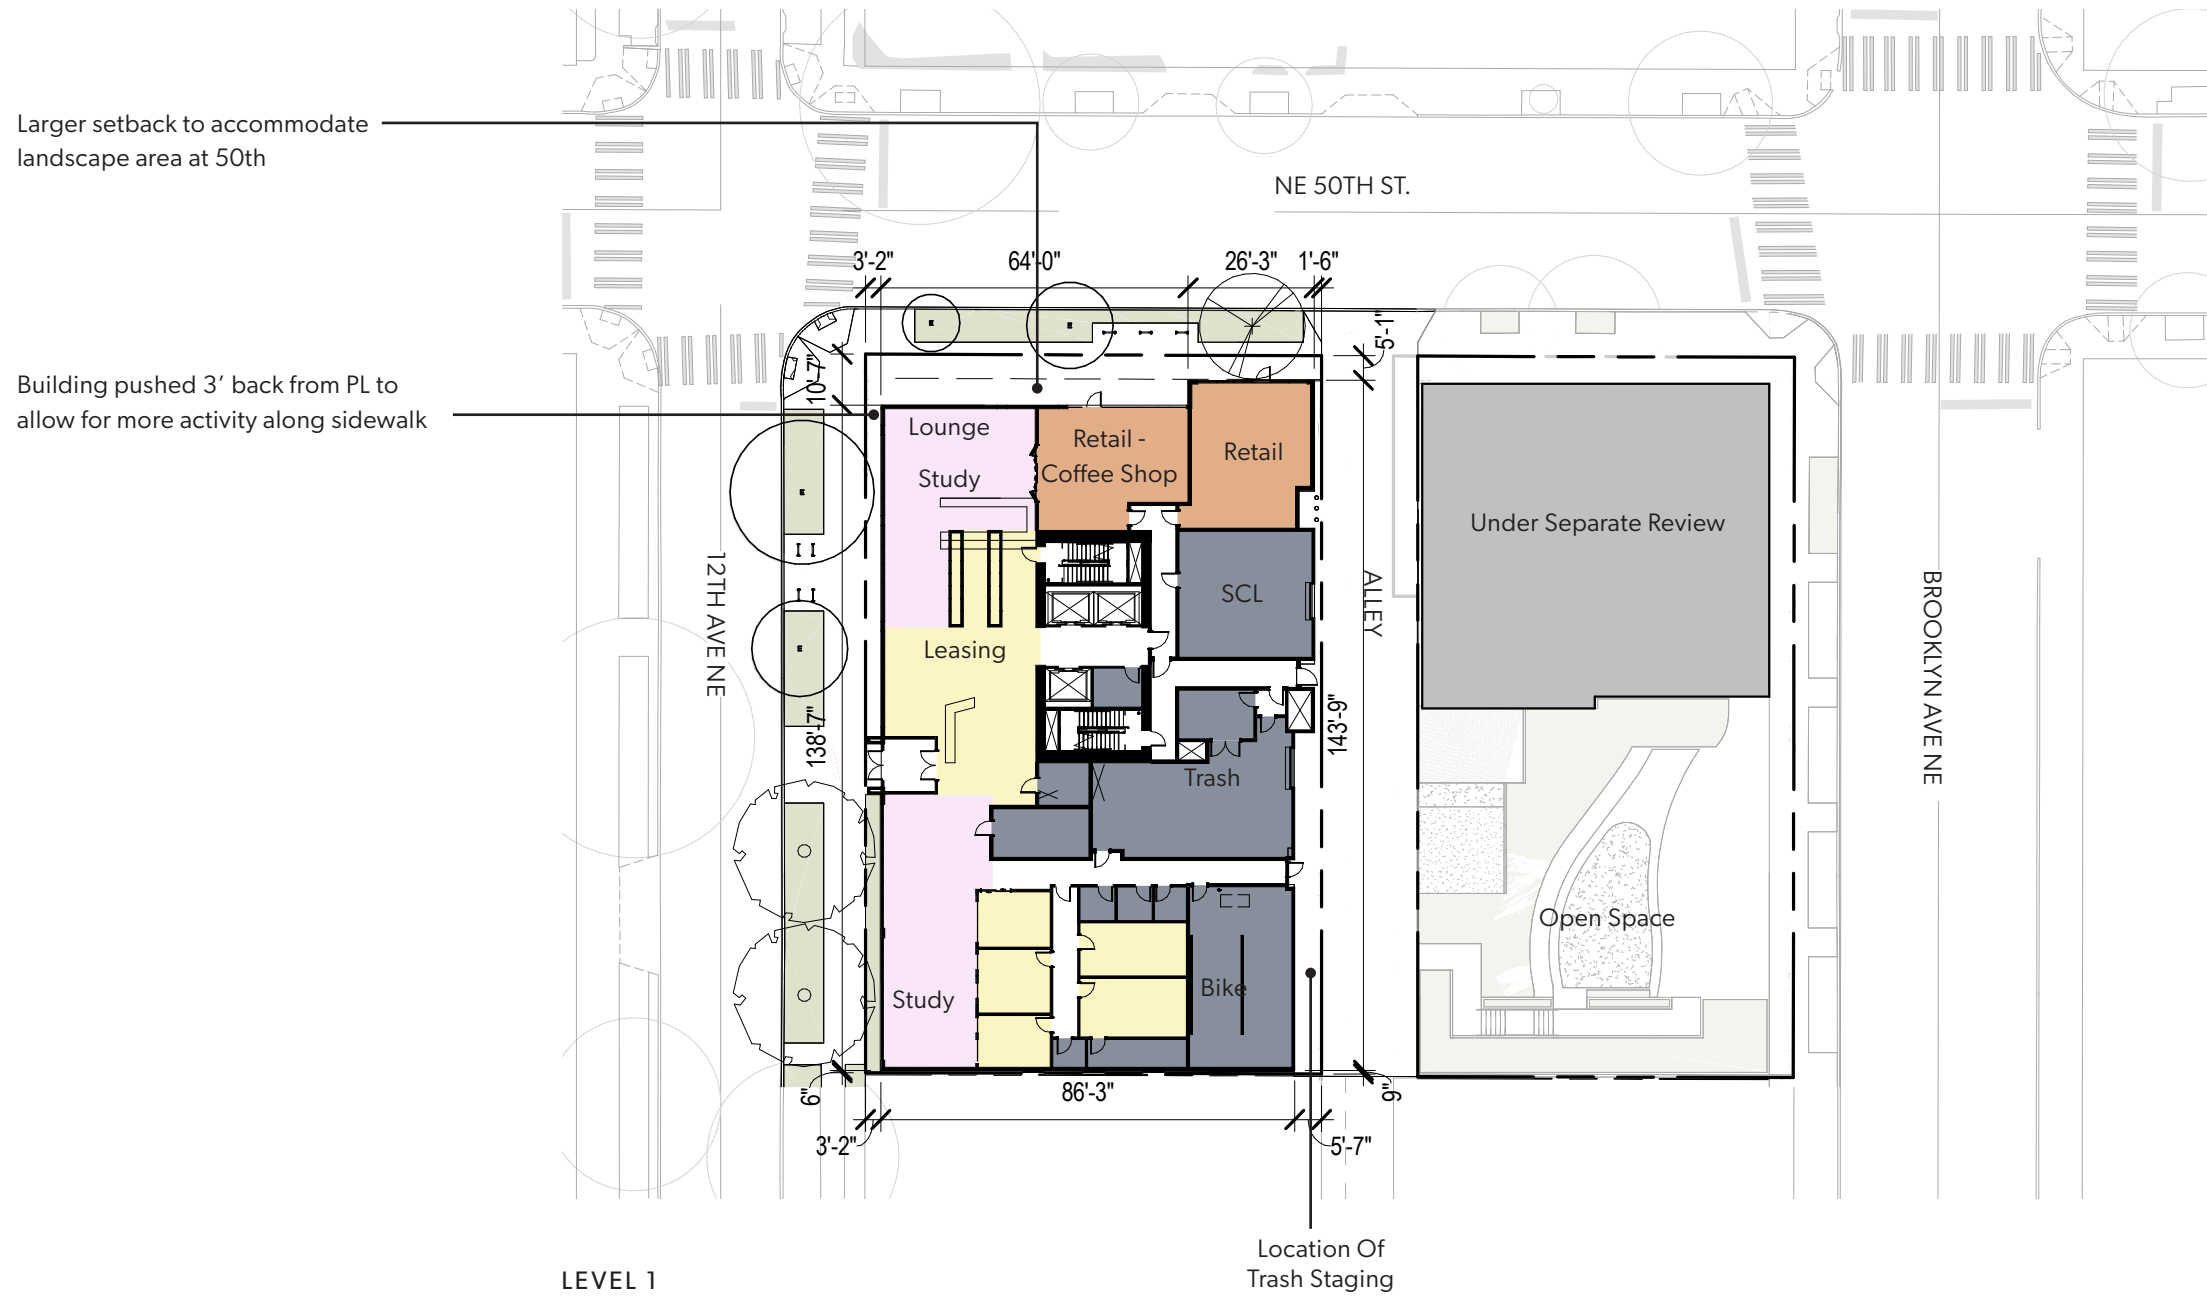 Larger setback to accommodate
landscape area at 50th
NE 50TH ST.
3'-2" 64'-0" 26'-3" 1'-6"
5'-1"
10'-7"
Building pushed 3’ back from PL to
allow for more activity along sidewalk
Lounge
Study
Retail -
Coffee Shop
Retail
Under Separate Review
12TH AVE NE
SCL
ALLEY
BROOKLYN AVE NE
Leasing
138'-7"
143'-9"
Trash
Open Space
Study
Bike
6"
86'-3"
9"
3'-2"
5'-7"
Location Of
Trash Staging
LEVEL 1